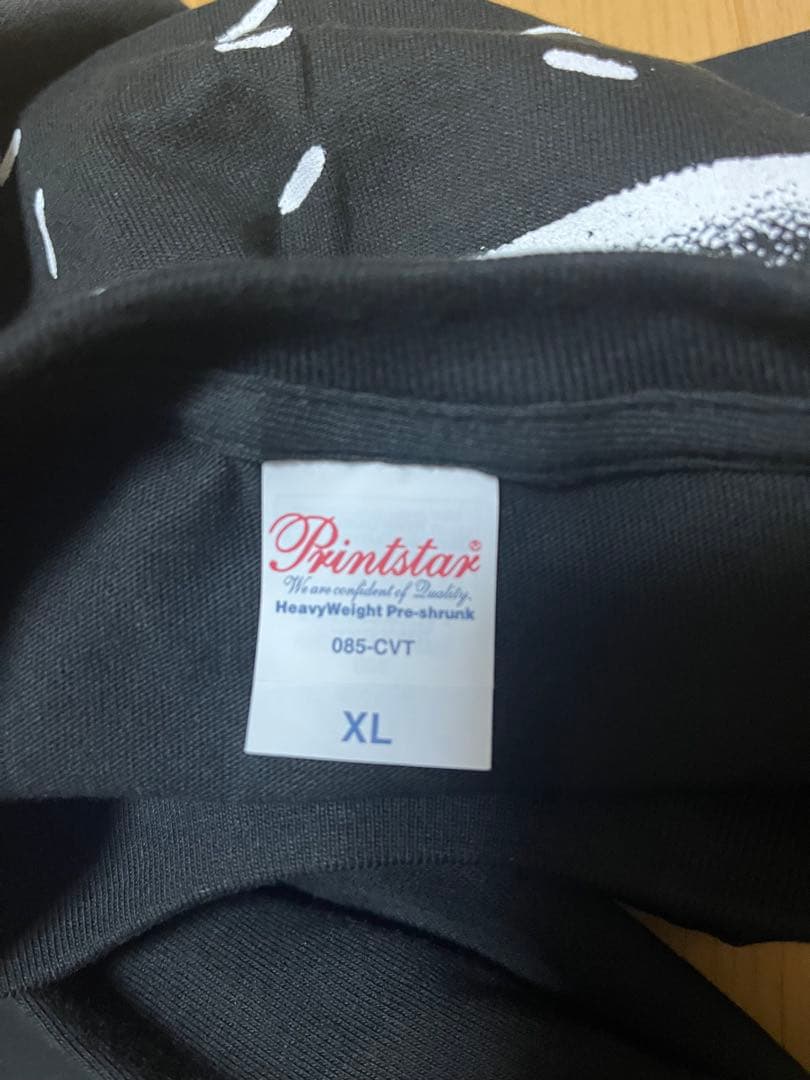 Printstar®
We are confident of Quality.
HeavyWeight Pre-shrunk
085-CVT
XL